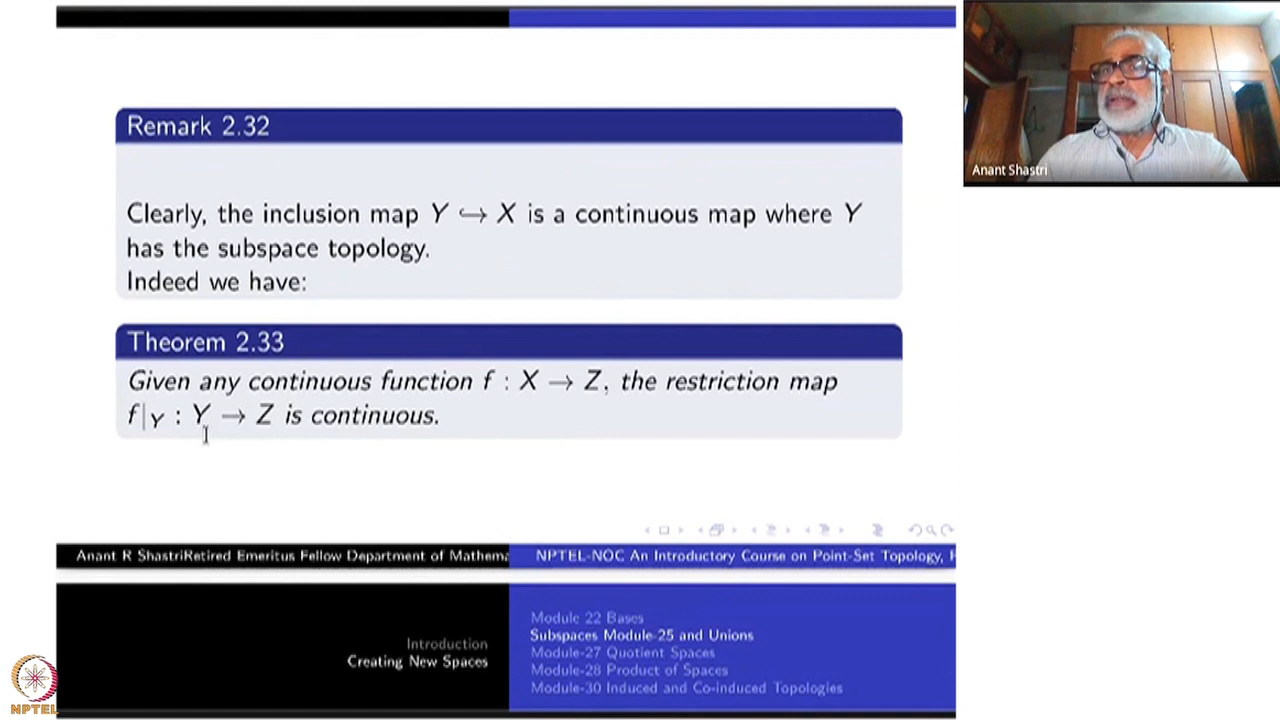 Remark 2.32
Clearly, the inclusion map Y ↪ X is a continuous map where Y
has the subspace topology.
Indeed we have:
Theorem 2.33
Given any continuous function f : X → Z, the restriction map
f|Y : Y → Z is continuous.
Anant Shastri
Anant R ShastriRetired Emeritus Fellow Department of Mathema
NPTEL-NOC An Introductory Course on Point-Set Topology,
Introduction
Creating New Spaces
Module 22 Bases
Subspaces Module-25 and Unions
Module-27 Quotient Spaces
Module-28 Product of Spaces
Module-30 Induced and Co-induced Topologies
NPTEL